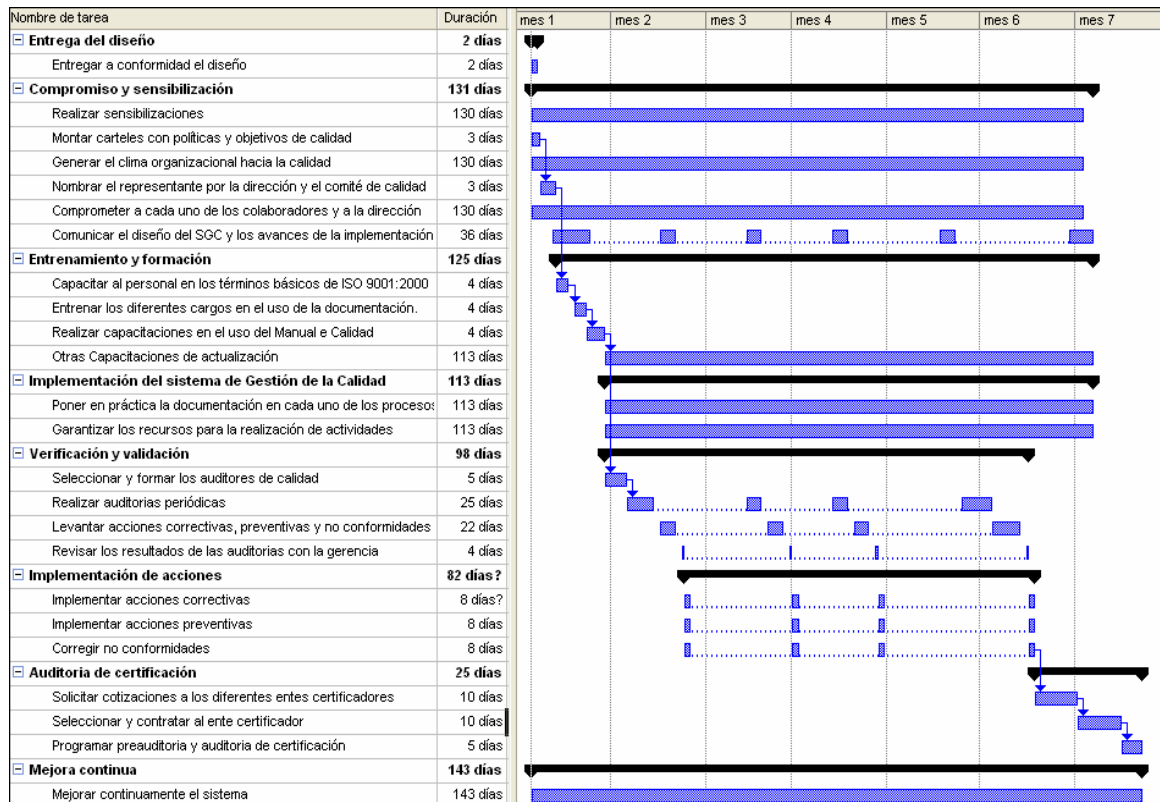 Nombre de tarea Duración mes 1 mes 2 mes 3 mes 4 mes 5 mes 6 mes 7
Entrega del diseño 2 días
Entregar a conformidad el diseño 2 días
Compromiso y sensibilización 131 días
Realizar sensibilizaciones 130 días
Montar carteles con políticas y objetivos de calidad 3 días
Generar el clima organizacional hacia la calidad 130 días
Nombrar el representante por la dirección y el comité de calidad 3 días
Comprometer a cada uno de los colaboradores y a la dirección 130 días
Comunicar el diseño del SGC y los avances de la implementación 36 días
Entrenamiento y formación 125 días
Capacitar al personal en los términos básicos de ISO 9001:2000 4 días
Entrenar los diferentes cargos en el uso de la documentación. 4 días
Realizar capacitaciones en el uso del Manual e Calidad 4 días
Otras Capacitaciones de actualización 113 días
Implementación del sistema de Gestión de la Calidad 113 días
Poner en práctica la documentación en cada uno de los procesos 113 días
Garantizar los recursos para la realización de actividades 113 días
Verificación y validación 98 días
Seleccionar y formar los auditores de calidad 5 días
Realizar auditorias periódicas 25 días
Levantar acciones correctivas, preventivas y no conformidades 22 días
Revisar los resultados de las auditorias con la gerencia 4 días
Implementación de acciones 82 días?
Implementar acciones correctivas 8 días?
Implementar acciones preventivas 8 días
Corregir no conformidades 8 días
Auditoria de certificación 25 días
Solicitar cotizaciones a los diferentes entes certificadores 10 días
Seleccionar y contratar al ente certificador 10 días
Programar preauditoria y auditoria de certificación 5 días
Mejora continua 143 días
Mejorar continuamente el sistema 143 días